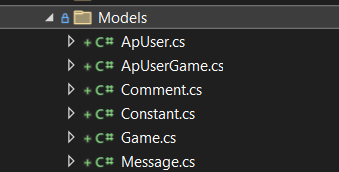 Models
C# ApUser.cs
C# ApUserGame.cs
C# Comment.cs
C# Constant.cs
C# Game.cs
C# Message.cs